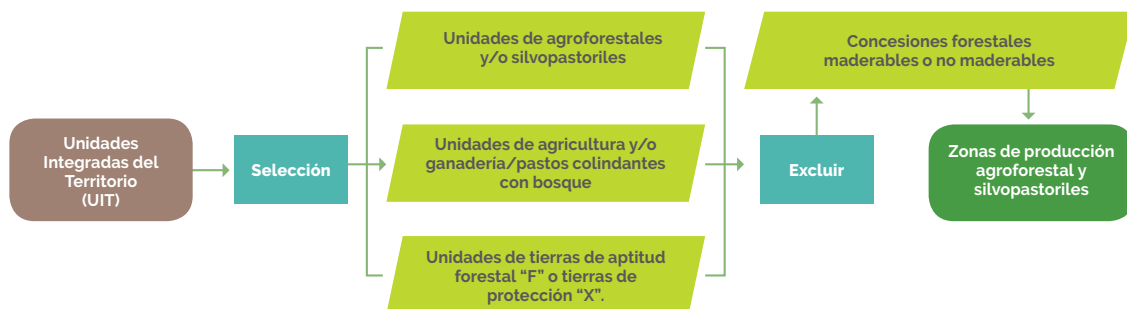 Unidades
Integradas del
Territorio
(UIT)
Selección
Unidades de agroforestales
y/o silvopastoriles
Unidades de agricultura y/o
ganadería/pastos colindantes
con bosque
Unidades de tierras de aptitud
forestal “F” o tierras de
protección “X”.
Excluir
Concesiones forestales
maderables o no maderables
Zonas de producción
agroforestal y
silvopastoriles